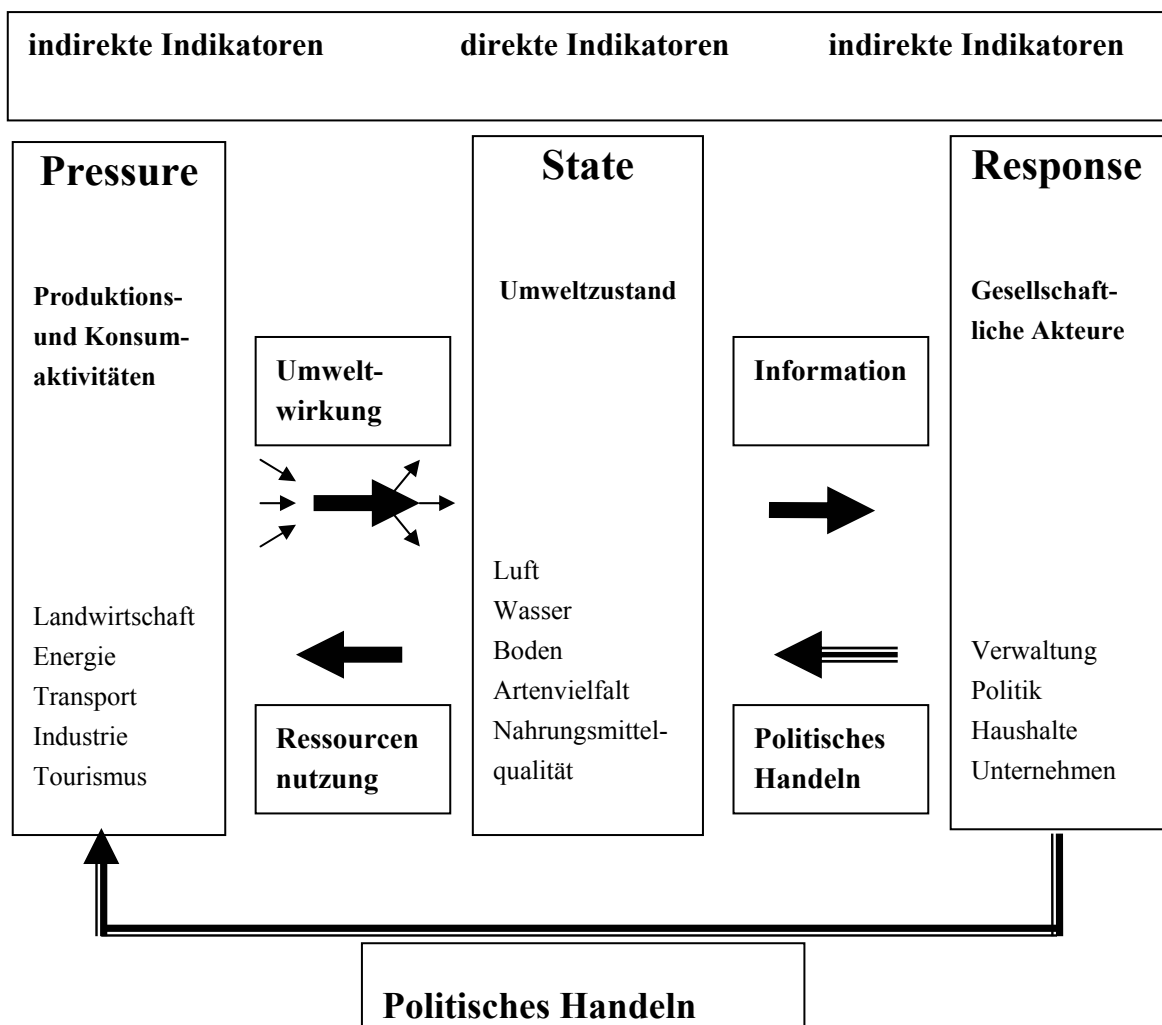 indirekte Indikatoren direkte Indikatoren indirekte Indikatoren
Pressure
Produktions-
und Konsum-
aktivitäten
Landwirtschaft
Energie
Transport
Industrie
Tourismus
Umwelt-
wirkung
Ressourcen
nutzung
State
Umweltzustand
Luft
Wasser
Boden
Artenvielfalt
Nahrungsmittel-
qualität
Information
Politisches
Handeln
Response
Gesellschaft-
liche Akteure
Verwaltung
Politik
Haushalte
Unternehmen
Politisches Handeln